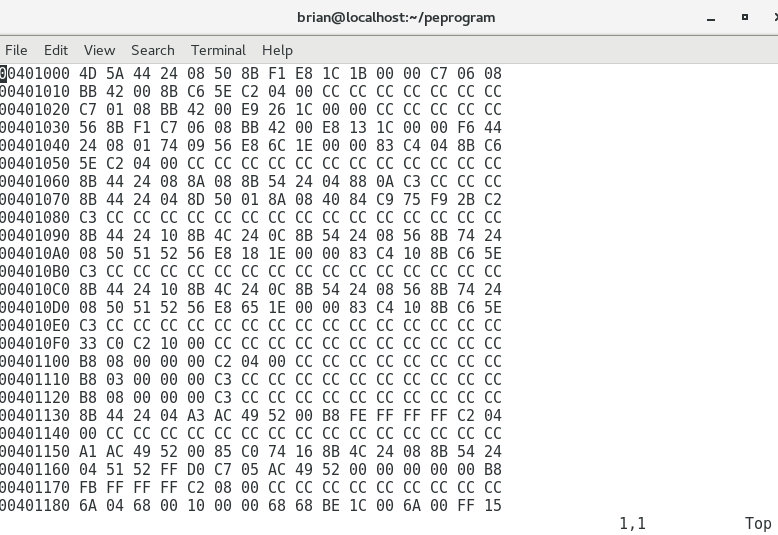 brian@localhost:~/peprogram
File Edit View Search Terminal Help
00401000 4D 5A 44 24 08 50 8B F1 E8 1C 1B 00 00 C7 06 08
00401010 BB 42 00 8B C6 5E C2 04 00 CC CC CC CC CC CC CC
00401020 C7 01 08 BB 42 00 E9 26 1C 00 00 CC CC CC CC CC
00401030 56 8B F1 C7 06 08 BB 42 00 E8 13 1C 00 00 F6 44
00401040 24 08 01 74 09 56 E8 6C 1E 00 00 83 C4 04 8B C6
00401050 5E C2 04 00 CC CC CC CC CC CC CC CC CC CC CC CC
00401060 8B 44 24 08 8A 08 8B 54 24 04 88 0A C3 CC CC CC
00401070 8B 44 24 04 8D 50 01 8A 08 40 84 C9 75 F9 2B C2
00401080 C3 CC CC CC CC CC CC CC CC CC CC CC CC CC CC CC
00401090 8B 44 24 10 8B 4C 24 0C 8B 54 24 08 56 8B 74 24
004010A0 08 50 51 52 56 E8 18 1E 00 00 83 C4 10 8B C6 5E
004010B0 C3 CC CC CC CC CC CC CC CC CC CC CC CC CC CC CC
004010C0 8B 44 24 10 8B 4C 24 0C 8B 54 24 08 56 8B 74 24
004010D0 08 50 51 52 56 E8 65 1E 00 00 83 C4 10 8B C6 5E
004010E0 C3 CC CC CC CC CC CC CC CC CC CC CC CC CC CC CC
004010F0 33 C0 C2 10 00 CC CC CC CC CC CC CC CC CC CC CC
00401100 B8 08 00 00 00 C2 04 00 CC CC CC CC CC CC CC CC
00401110 B8 03 00 00 00 C3 CC CC CC CC CC CC CC CC CC CC
00401120 B8 08 00 00 00 C3 CC CC CC CC CC CC CC CC CC CC
00401130 8B 44 24 04 A3 AC 49 52 00 B8 FE FF FF FF C2 04
00401140 00 CC CC CC CC CC CC CC CC CC CC CC CC CC CC CC
00401150 A1 AC 49 52 00 85 C0 74 16 8B 4C 24 08 8B 54 24
00401160 04 51 52 FF D0 C7 05 AC 49 52 00 00 00 00 00 B8
00401170 FB FF FF FF C2 08 00 CC CC CC CC CC CC CC CC CC
00401180 6A 04 68 00 10 00 00 68 68 BE 1C 00 6A 00 FF 15
1,1 Top